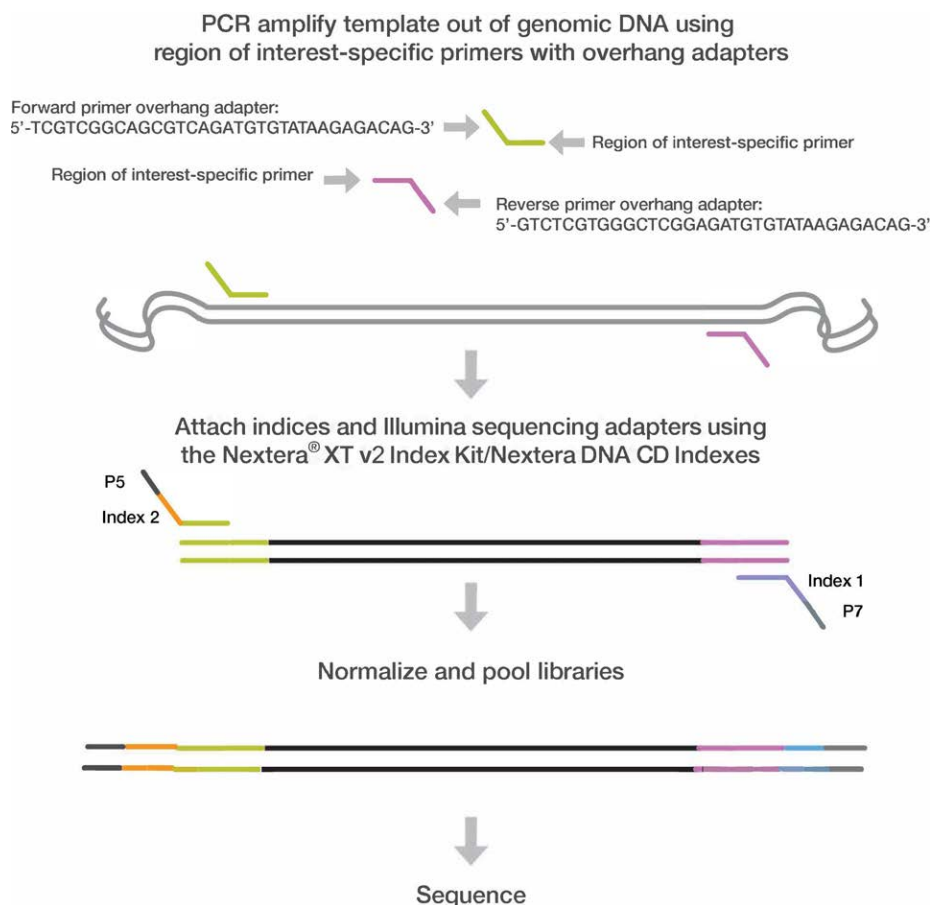 PCR amplify template out of genomic DNA using
region of interest-specific primers with overhang adapters
Forward primer overhang adapter:
5’-TCGTCGGCAGCGTCAGATGTGTATAAGAGACAG-3’
Region of interest-specific primer
Region of interest-specific primer
Reverse primer overhang adapter:
5’-GTCTCGTGGGCTCGGAGATGTGTATAAGAGACAG-3’
Attach indices and Illumina sequencing adapters using
the Nextera® XT v2 Index Kit/Nextera DNA CD Indexes
P5
Index 2
Index 1
P7
Normalize and pool libraries
Sequence